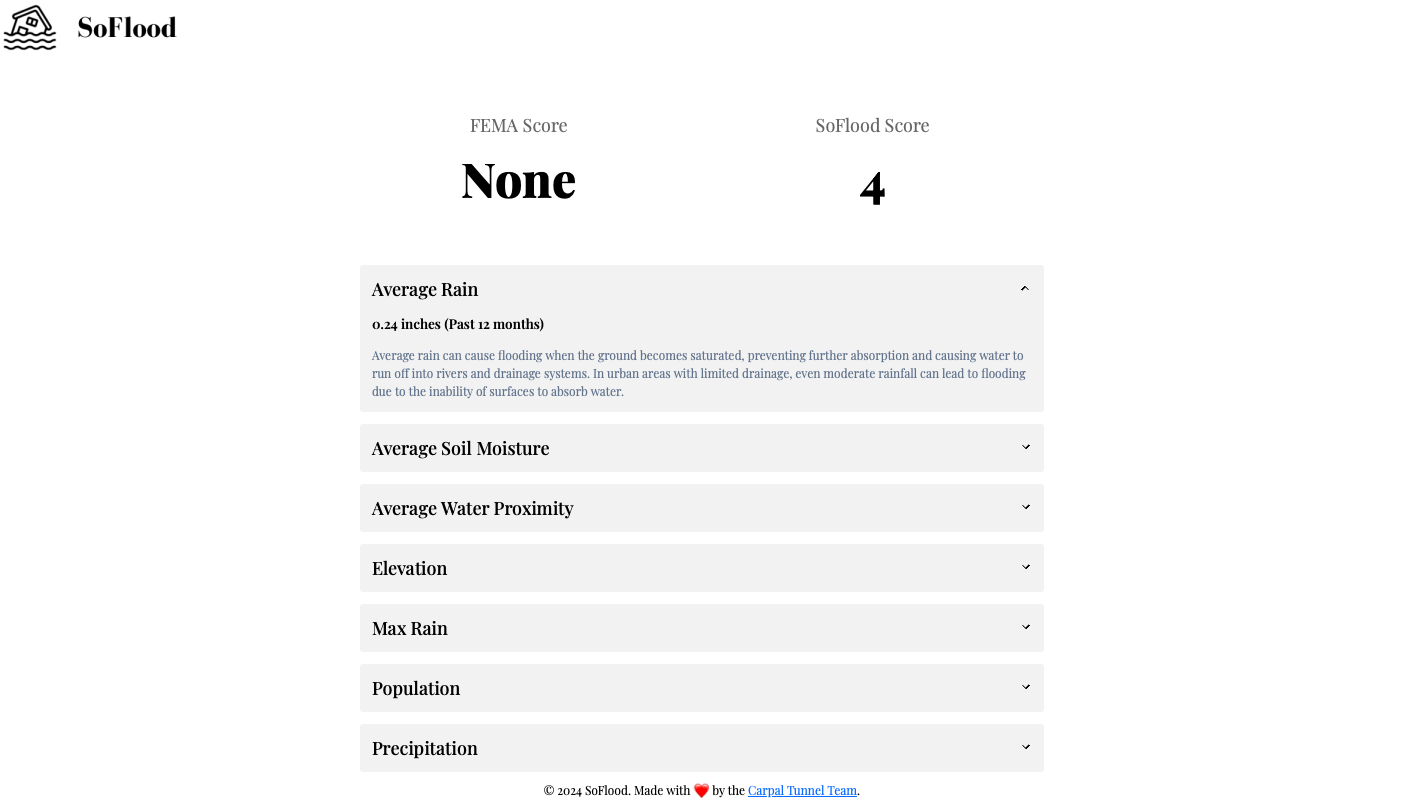 SoFlood
FEMA Score
SoFlood Score
None
4
Average Rain
0.24 inches (Past 12 months)
Average rain can cause flooding when the ground becomes saturated, preventing further absorption and causing water to
run off into rivers and drainage systems. In urban areas with limited drainage, even moderate rainfall can lead to flooding
due to the inability of surfaces to absorb water.
Average Soil Moisture
Average Water Proximity
Elevation
Max Rain
Population
Precipitation
© 2024 SoFlood. Made with ❤️ by the Carpal Tunnel Team.